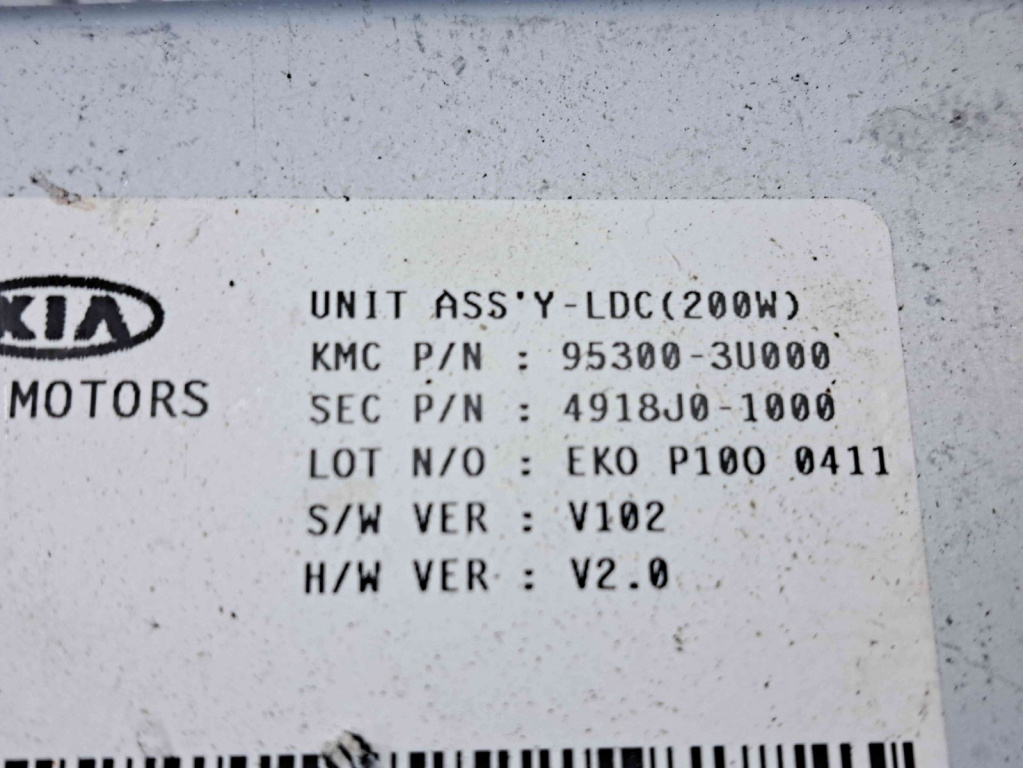 KIA
MOTORS
UNIT ASS'Y-LDC(200W)
KMC P/N : 95300-3U000
SEC P/N : 4918J0-1000
LOT N/O : EKO P100 0411
S/W VER : V102
H/W VER : V2.0